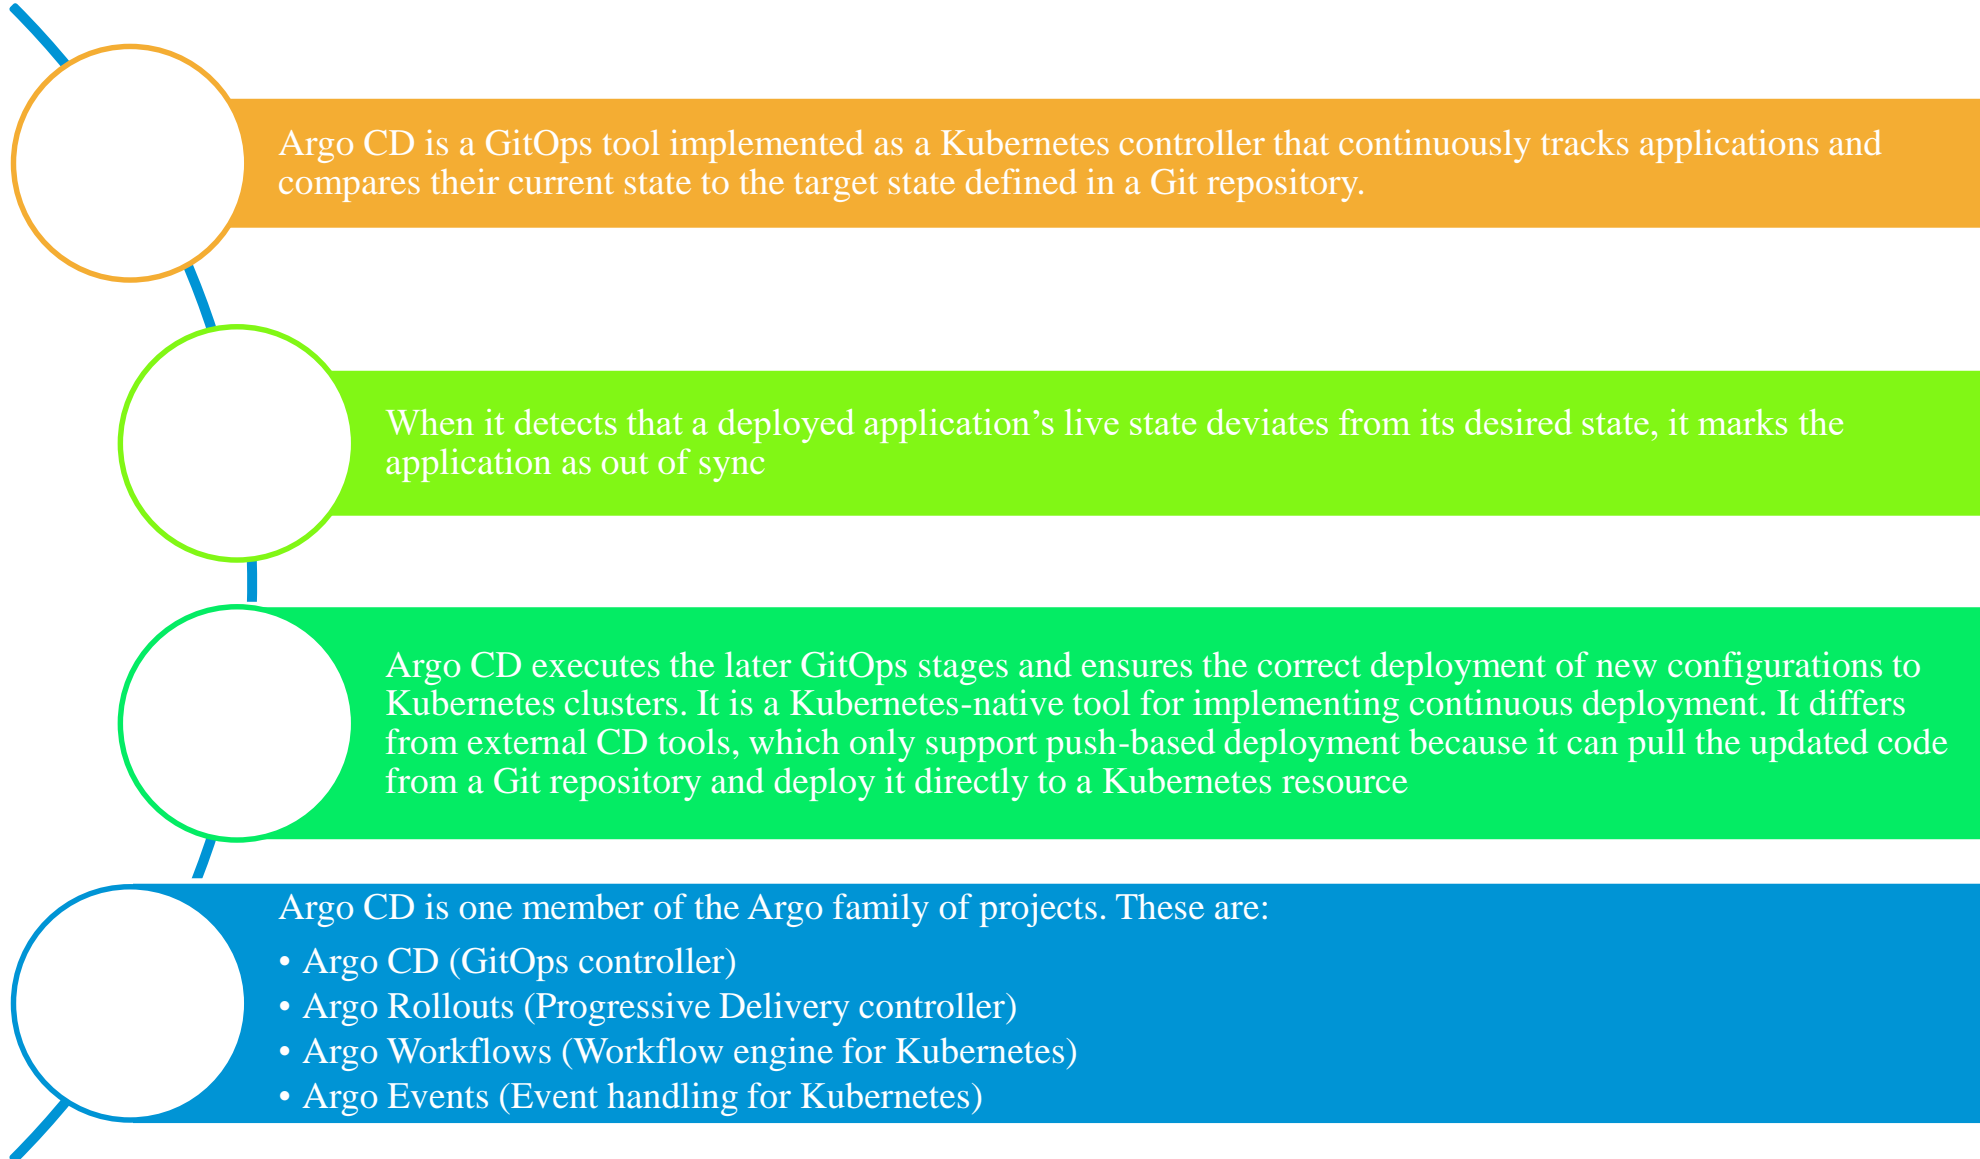 Argo CD is a GitOps tool implemented as a Kubernetes controller that continuously tracks applications and
compares their current state to the target state defined in a Git repository.
When it detects that a deployed application’s live state deviates from its desired state, it marks the
application as out of sync
Argo CD executes the later GitOps stages and ensures the correct deployment of new configurations to
Kubernetes clusters. It is a Kubernetes-native tool for implementing continuous deployment. It differs
from external CD tools, which only support push-based deployment because it can pull the updated code
from a Git repository and deploy it directly to a Kubernetes resource
Argo CD is one member of the Argo family of projects. These are:
• Argo CD (GitOps controller)
• Argo Rollouts (Progressive Delivery controller)
• Argo Workflows (Workflow engine for Kubernetes)
• Argo Events (Event handling for Kubernetes)